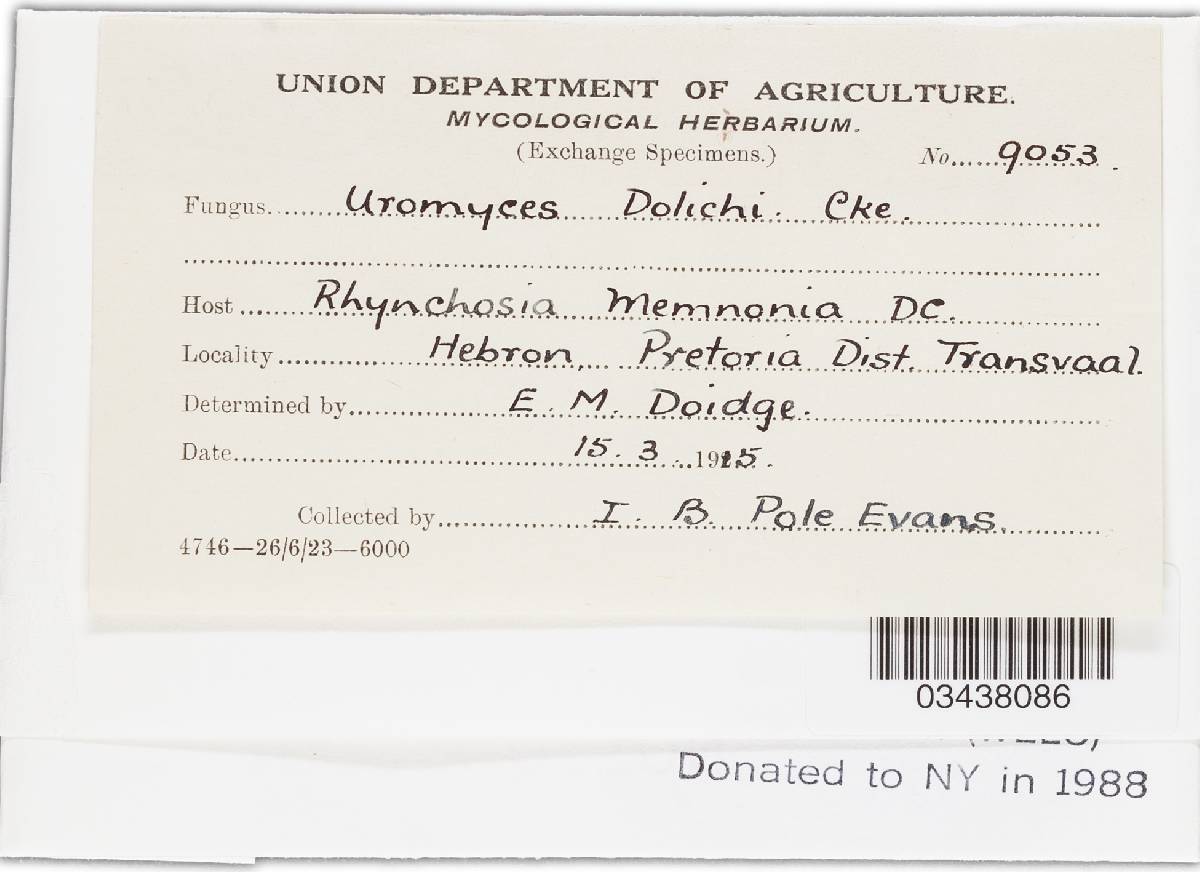 UNION DEPARTMENT OF AGRICULTURE.
MYCOLOGICAL HERBARIUM.
(Exchange Specimens.)
No......9053.
Fungus....... Uromyces Dolichi. Cke.
Host..... Rhynchosia Memnonia DC.
Locality............... Hebron, Pretoria Dist. Transvaal.
Determined by............... E. M. Doidge.
Date............... 15. 3 ...1915.
Collected by............... I. B. Pole Evans.
4746—26/6/23—6000
03438086
Donated to NY in 1988